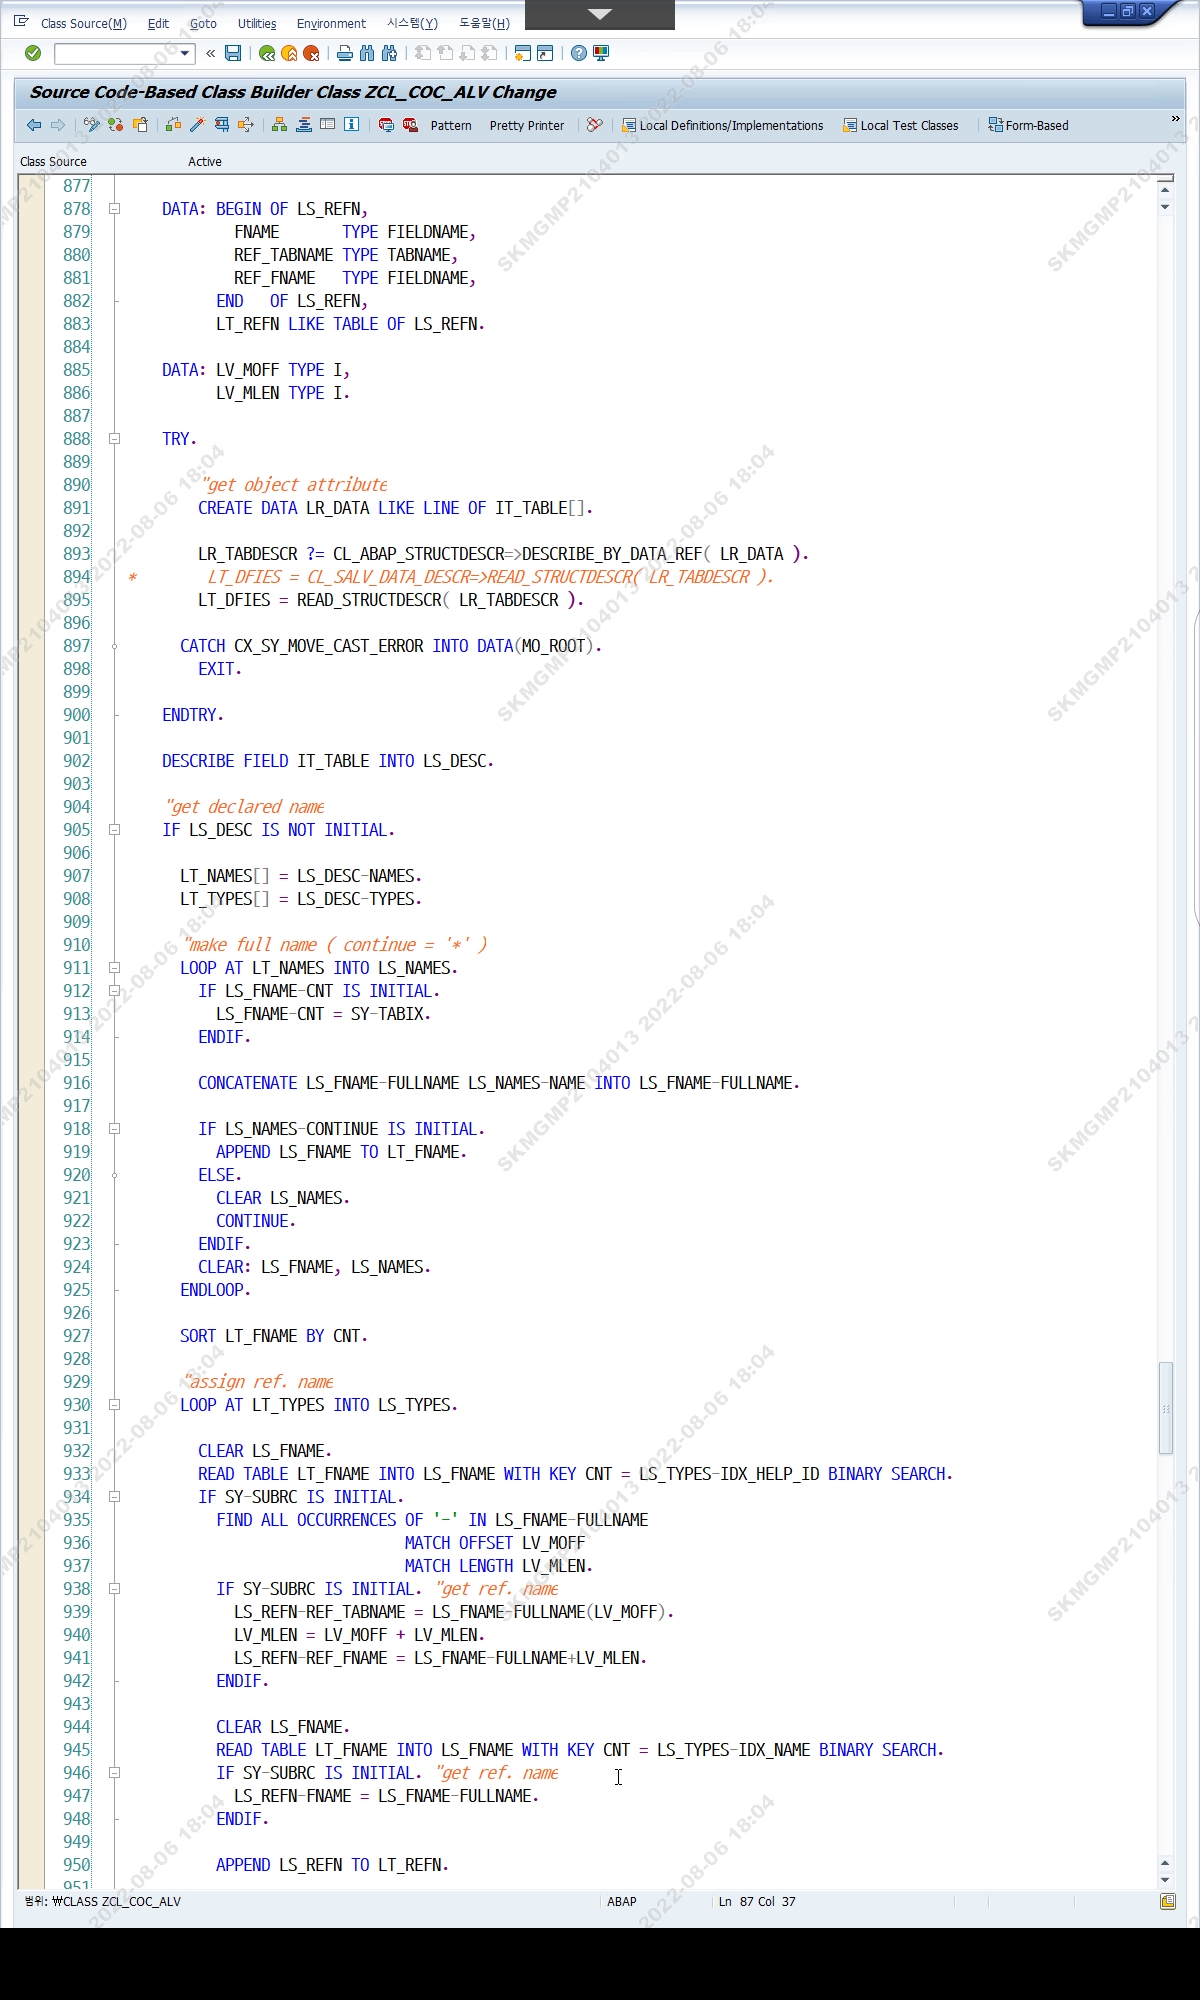 Class Source(M) Edit Goto Utilities Environment 시스템(Y) 도움말(H)
Source Code-Based Class Builder Class ZCL_COC_ALV Change
Pattern Pretty Printer Local Definitions/Implementations Local Test Classes Form-Based »
Class Source Active
877
878 DATA: BEGIN OF LS_REFN,
879 FNAME TYPE FIELDNAME,
880 REF_TABNAME TYPE TABNAME,
881 REF_FNAME TYPE FIELDNAME,
882 END OF LS_REFN,
883 LT_REFN LIKE TABLE OF LS_REFN.
884
885 DATA: LV_MOFF TYPE I,
886 LV_MLEN TYPE I.
887
888 TRY.
889
890 "get object attribute
891 CREATE DATA LR_DATA LIKE LINE OF IT_TABLE[].
892
893 LR_TABDESCR ?= CL_ABAP_STRUCTDESCR=>DESCRIBE_BY_DATA_REF( LR_DATA ).
894 * LT_DFIES = CL_SALV_DATA_DESCR=>READ_STRUCTDESCR( LR_TABDESCR ).
895 LT_DFIES = READ_STRUCTDESCR( LR_TABDESCR ).
896
897 CATCH CX_SY_MOVE_CAST_ERROR INTO DATA(MO_ROOT).
898 EXIT.
899
900 ENDTRY.
901
902 DESCRIBE FIELD IT_TABLE INTO LS_DESC.
903
904 "get declared name
905 IF LS_DESC IS NOT INITIAL.
906
907 LT_NAMES[] = LS_DESC-NAMES.
908 LT_TYPES[] = LS_DESC-TYPES.
909
910 "make full name ( continue = '*' )
911 LOOP AT LT_NAMES INTO LS_NAMES.
912 IF LS_FNAME-CNT IS INITIAL.
913 LS_FNAME-CNT = SY-TABIX.
914 ENDIF.
915
916 CONCATENATE LS_FNAME-FULLNAME LS_NAMES-NAME INTO LS_FNAME-FULLNAME.
917
918 IF LS_NAMES-CONTINUE IS INITIAL.
919 APPEND LS_FNAME TO LT_FNAME.
920 ELSE.
921 CLEAR LS_NAMES.
922 CONTINUE.
923 ENDIF.
924 CLEAR: LS_FNAME, LS_NAMES.
925 ENDLOOP.
926
927 SORT LT_FNAME BY CNT.
928
929 "assign ref. name
930 LOOP AT LT_TYPES INTO LS_TYPES.
931
932 CLEAR LS_FNAME.
933 READ TABLE LT_FNAME INTO LS_FNAME WITH KEY CNT = LS_TYPES-IDX_HELP_ID BINARY SEARCH.
934 IF SY-SUBRC IS INITIAL.
935 FIND ALL OCCURRENCES OF '-' IN LS_FNAME-FULLNAME
936 MATCH OFFSET LV_MOFF
937 MATCH LENGTH LV_MLEN.
938 IF SY-SUBRC IS INITIAL. "get ref. name
939 LS_REFN-REF_TABNAME = LS_FNAME-FULLNAME(LV_MOFF).
940 LV_MLEN = LV_MOFF + LV_MLEN.
941 LS_REFN-REF_FNAME = LS_FNAME-FULLNAME+LV_MLEN.
942 ENDIF.
943
944 CLEAR LS_FNAME.
945 READ TABLE LT_FNAME INTO LS_FNAME WITH KEY CNT = LS_TYPES-IDX_NAME BINARY SEARCH.
946 IF SY-SUBRC IS INITIAL. "get ref. name
947 LS_REFN-FNAME = LS_FNAME-FULLNAME.
948 ENDIF.
949
950 APPEND LS_REFN TO LT_REFN.
951
범위: ₩CLASS ZCL_COC_ALV ABAP Ln 87 Col 37
SKMGMP2104013 2022-08-06 18:04